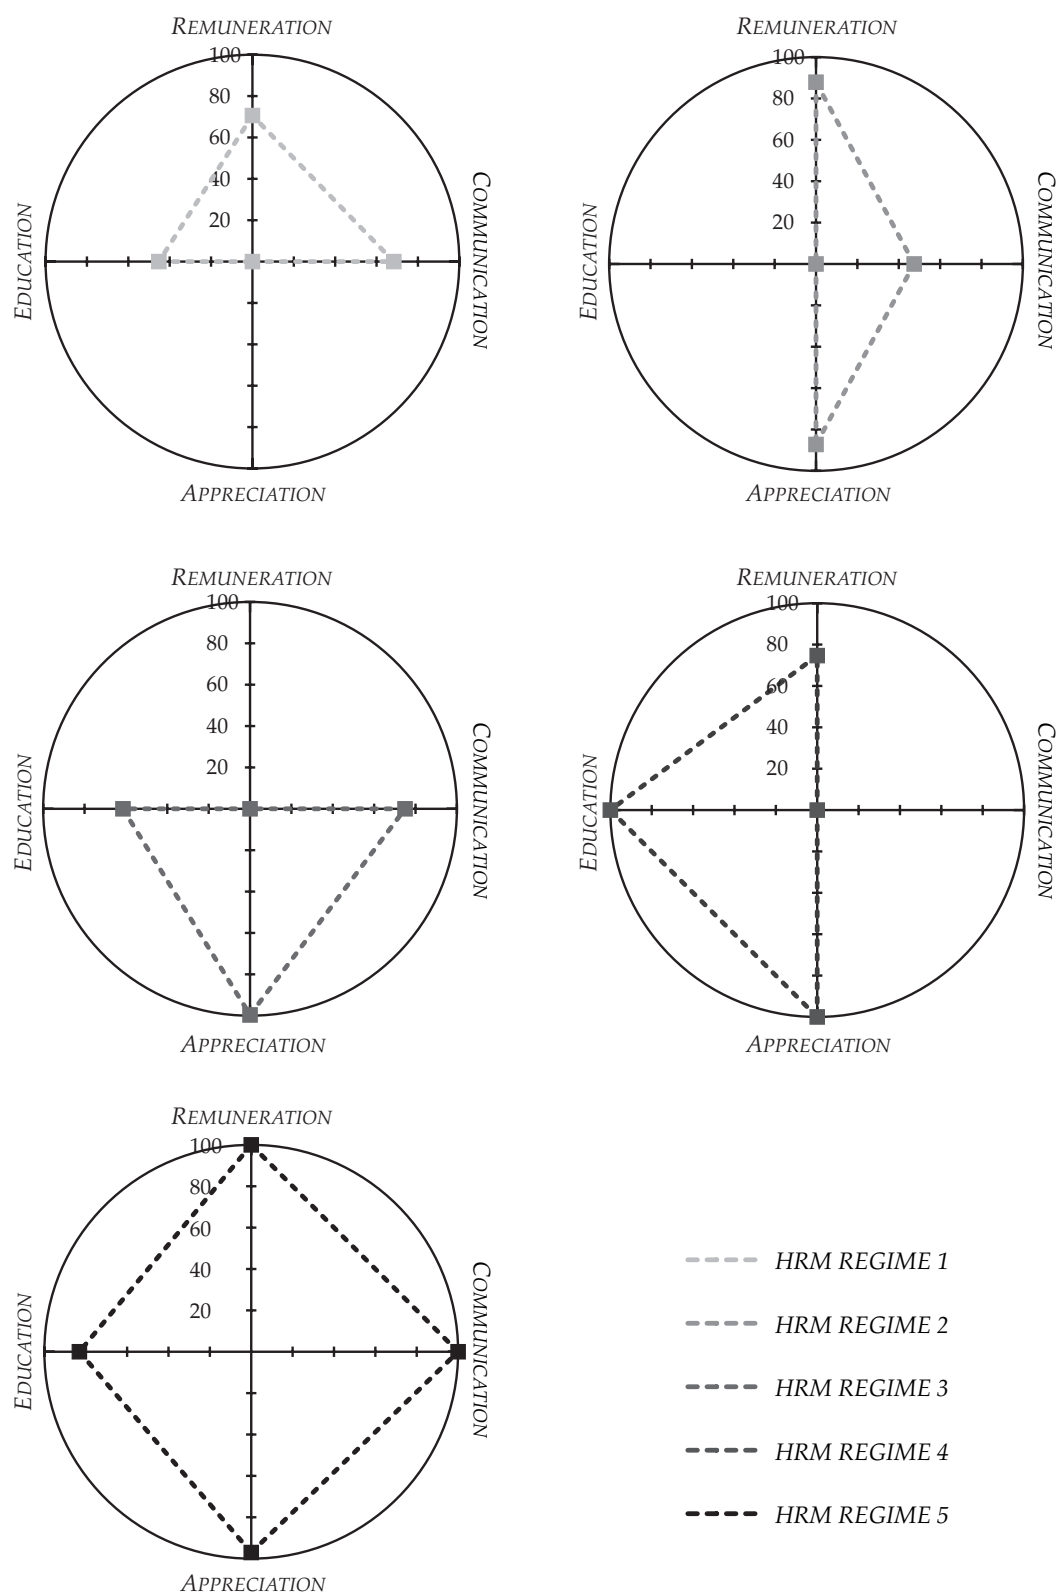 REMUNERATION
100
80
60
40
20
EDUCATION
COMMUNICATION
APPRECIATION
REMUNERATION
100
80
60
40
20
EDUCATION
COMMUNICATION
APPRECIATION
REMUNERATION
100
80
60
40
20
EDUCATION
COMMUNICATION
APPRECIATION
REMUNERATION
100
80
60
40
20
EDUCATION
COMMUNICATION
APPRECIATION
REMUNERATION
100
80
60
40
20
EDUCATION
COMMUNICATION
APPRECIATION
HRM REGIME 1
HRM REGIME 2
HRM REGIME 3
HRM REGIME 4
HRM REGIME 5